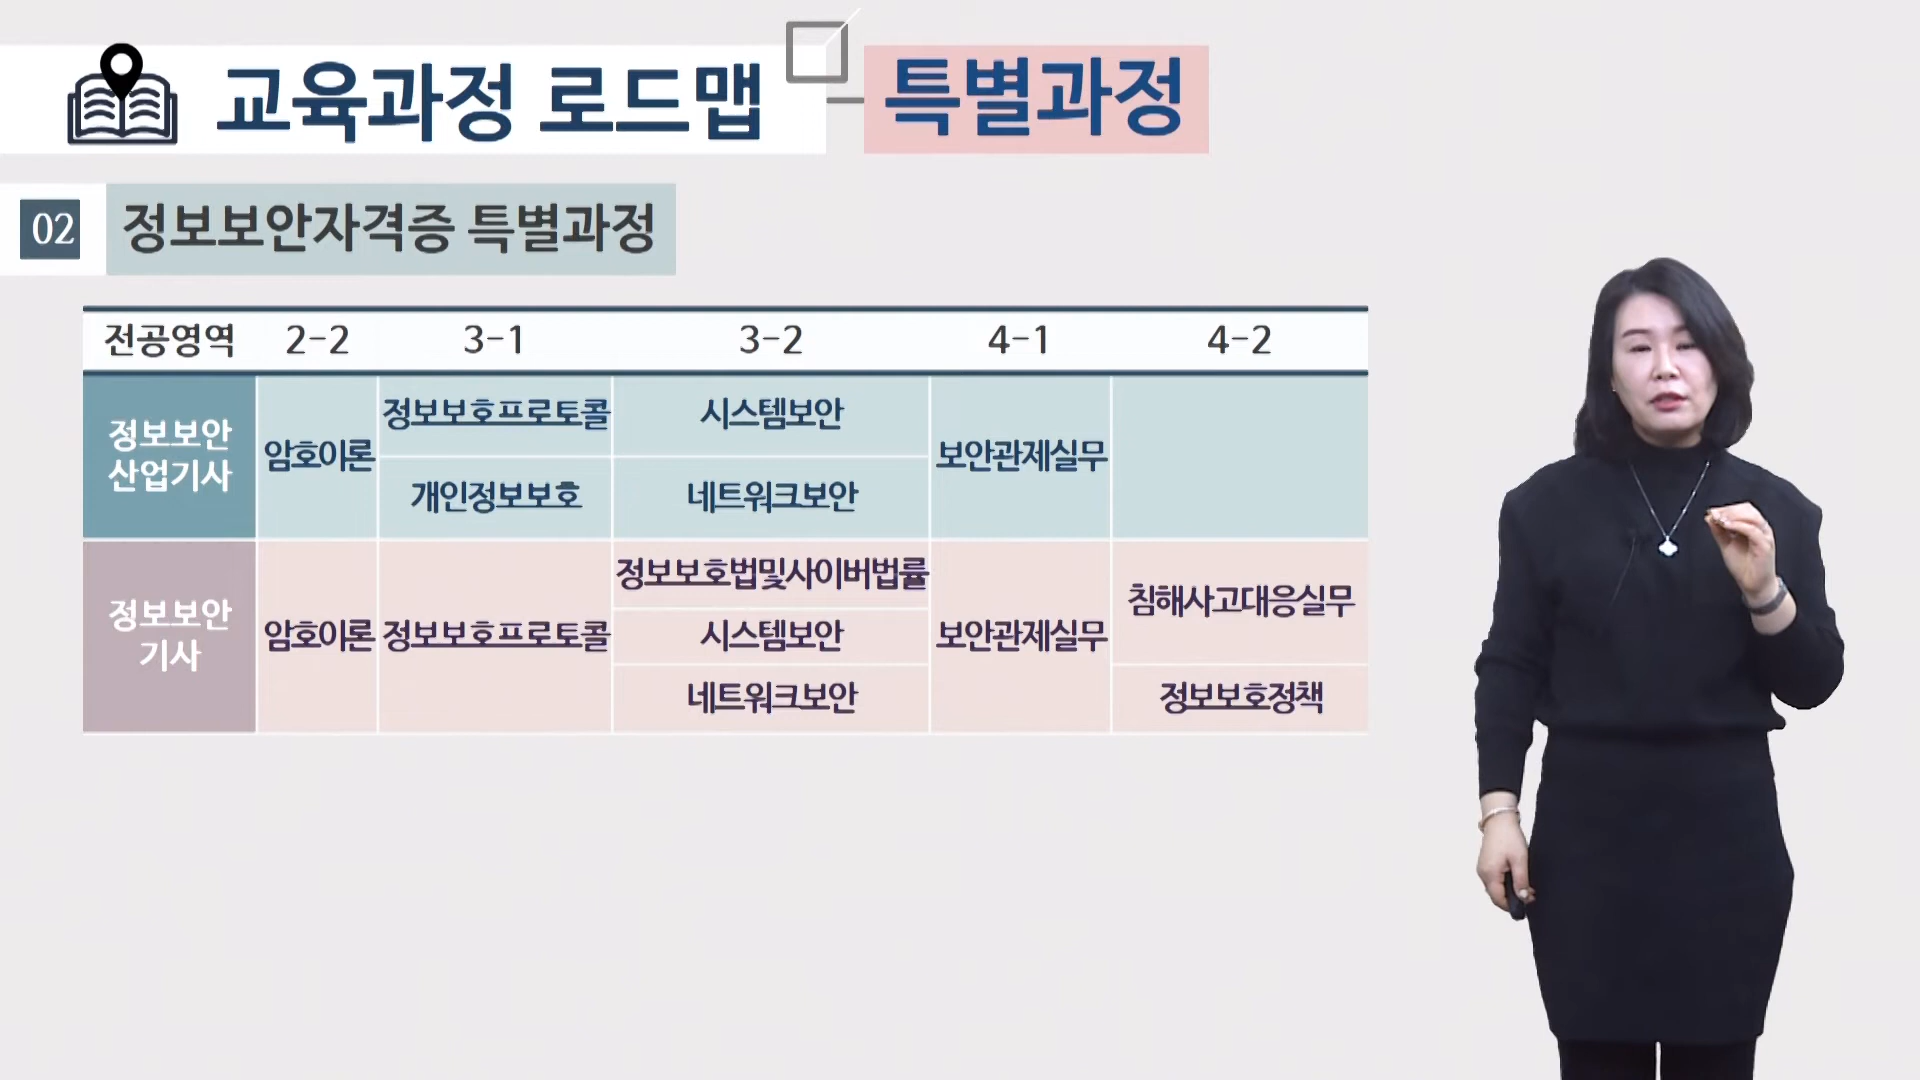 교육과정 로드맵
특별과정
02 정보보안자격증 특별과정
전공영역 2-2 3-1 3-2 4-1 4-2
정보보안
산업기사
암호이론
정보보호프로토콜
개인정보보호
시스템보안
네트워크보안
보안관제실무
정보보안
기사
암호이론
정보보호프로토콜
정보보호법및사이버법률
시스템보안
네트워크보안
보안관제실무
침해사고대응실무
정보보호정책